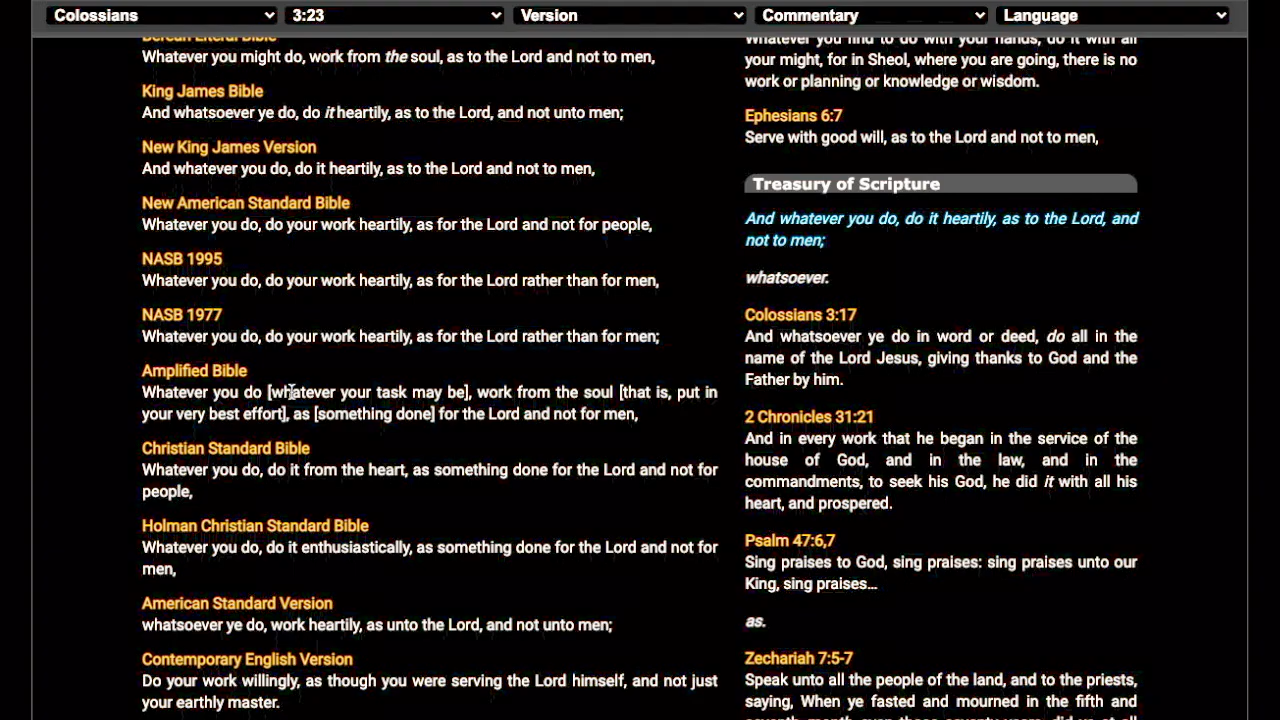 Colossians
3:23
Version
Commentary
Language
Berean Literal Bible
Whatever you might do, work from the soul, as to the Lord and not to men,
King James Bible
And whatsoever ye do, do it heartily, as to the Lord, and not unto men;
New King James Version
And whatever you do, do it heartily, as to the Lord and not to men,
New American Standard Bible
Whatever you do, do your work heartily, as for the Lord and not for people,
NASB 1995
Whatever you do, do your work heartily, as for the Lord rather than for men,
NASB 1977
Whatever you do, do your work heartily, as for the Lord rather than for men;
Amplified Bible
Whatever you do [whatever your task may be], work from the soul [that is, put in
your very best effort], as [something done] for the Lord and not for men,
Christian Standard Bible
Whatever you do, do it from the heart, as something done for the Lord and not for
people,
Holman Christian Standard Bible
Whatever you do, do it enthusiastically, as something done for the Lord and not for
men,
American Standard Version
whatsoever ye do, work heartily, as unto the Lord, and not unto men;
Contemporary English Version
Do your work willingly, as though you were serving the Lord himself, and not just
your earthly master.
Whatever you find to do with your hands, do it with all
your might, for in Sheol, where you are going, there is no
work or planning or knowledge or wisdom.
Ephesians 6:7
Serve with good will, as to the Lord and not to men,
Treasury of Scripture
And whatever you do, do it heartily, as to the Lord, and
not to men;
whatsoever.
Colossians 3:17
And whatsoever ye do in word or deed, do all in the
name of the Lord Jesus, giving thanks to God and the
Father by him.
2 Chronicles 31:21
And in every work that he began in the service of the
house of God, and in the law, and in the
commandments, to seek his God, he did it with all his
heart, and prospered.
Psalm 47:6,7
Sing praises to God, sing praises: sing praises unto our
King, sing praises…
as.
Zechariah 7:5-7
Speak unto all the people of the land, and to the priests,
saying, When ye fasted and mourned in the fifth and
seventh month, even those seventy years, did ye at all